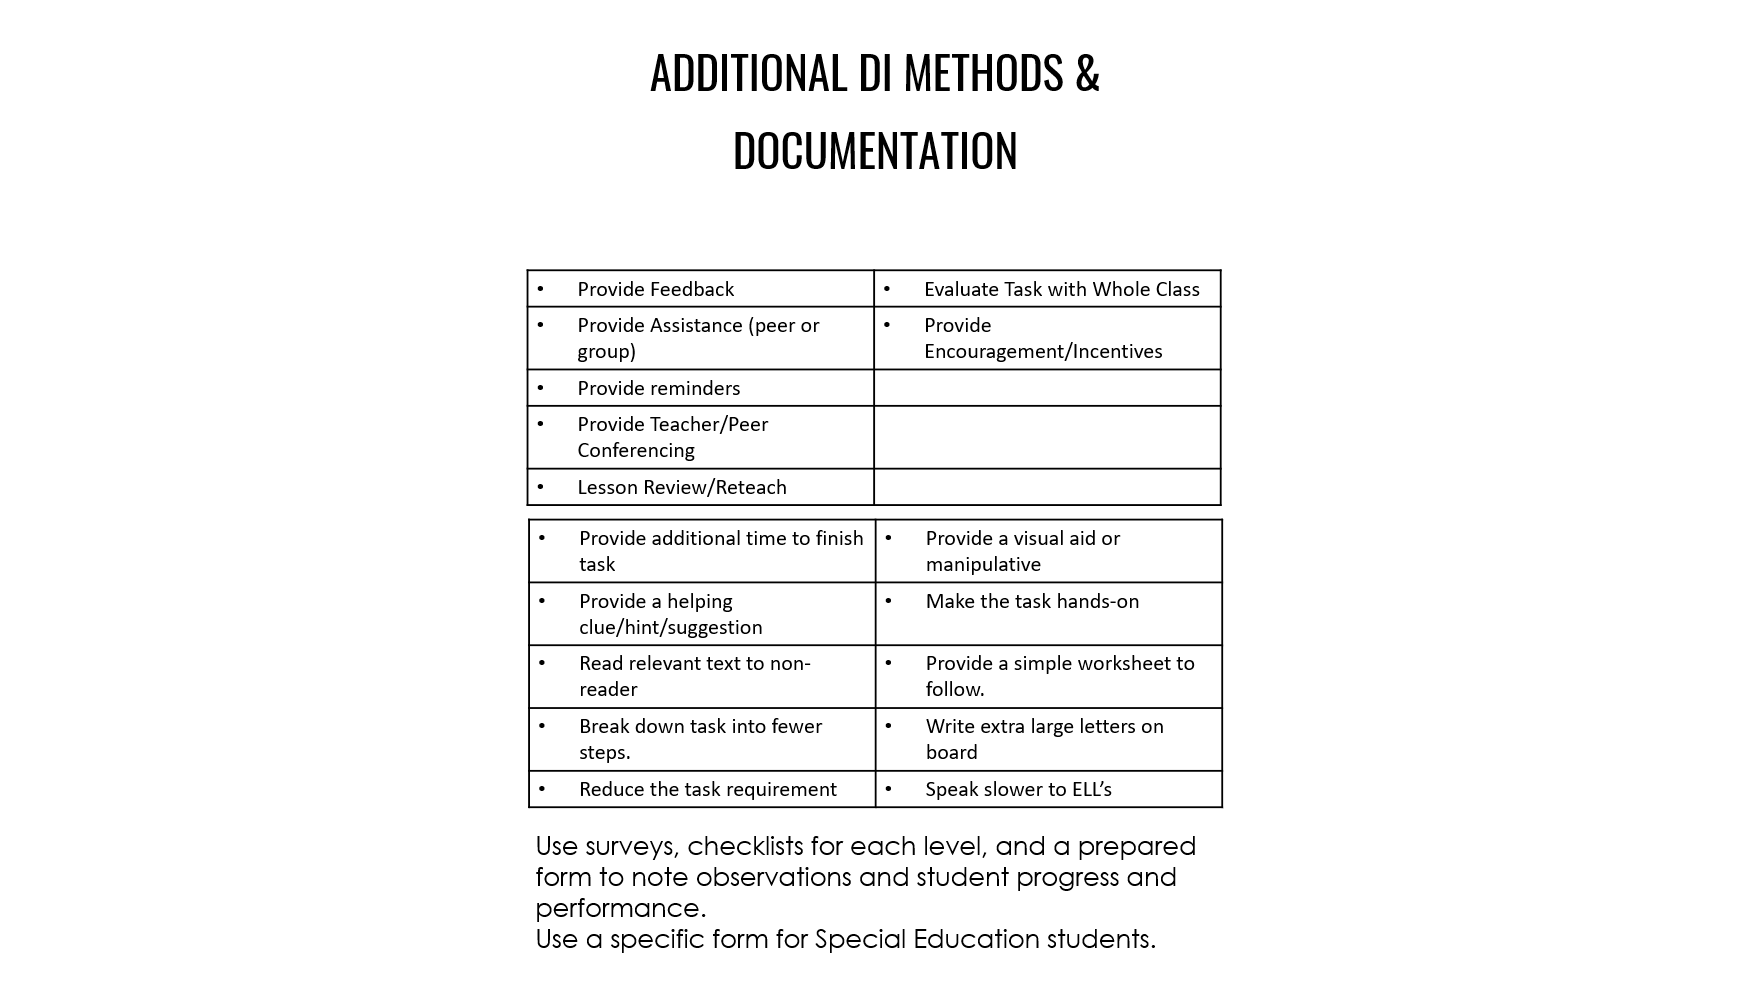 ADDITIONAL DI METHODS &
DOCUMENTATION
• Provide Feedback
• Evaluate Task with Whole Class
• Provide Assistance (peer or
group)
• Provide
Encouragement/Incentives
• Provide reminders
• Provide Teacher/Peer
Conferencing
• Lesson Review/Reteach
• Provide additional time to finish
task
• Provide a visual aid or
manipulative
• Provide a helping
clue/hint/suggestion
• Make the task hands-on
• Read relevant text to non-
reader
• Provide a simple worksheet to
follow.
• Break down task into fewer
steps.
• Write extra large letters on
board
• Reduce the task requirement
• Speak slower to ELL’s
Use surveys, checklists for each level, and a prepared
form to note observations and student progress and
performance.
Use a specific form for Special Education students.